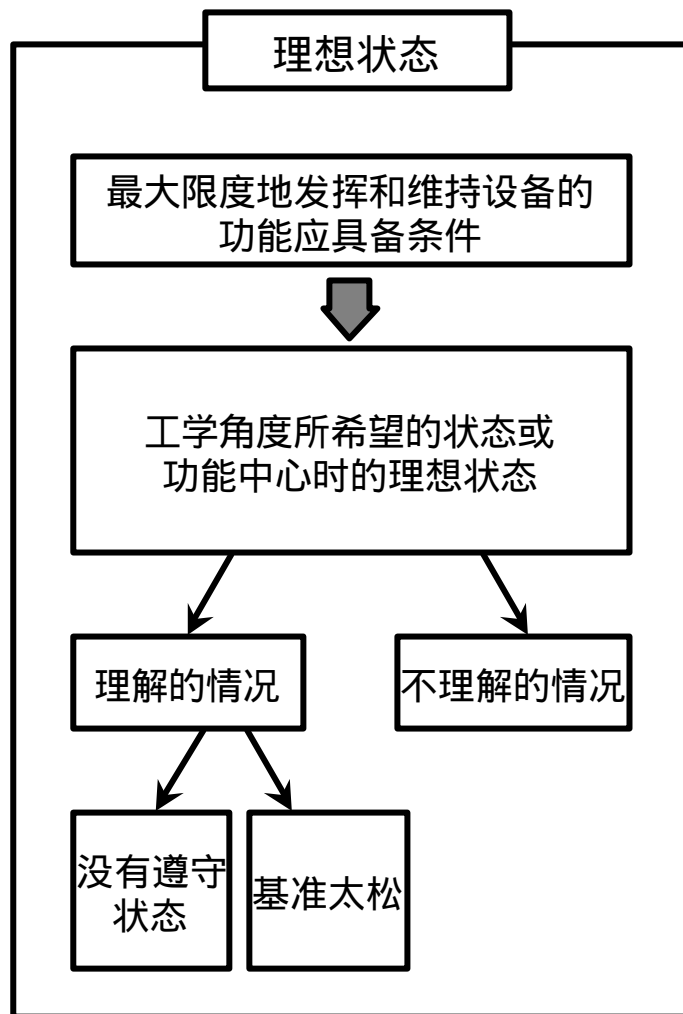 理想状态
最大限度地发挥和维持设备的
功能应具备条件
工学角度所希望的状态或
功能中心时的理想状态
理解的情况
不理解的情况
没有遵守
状态
基准太松